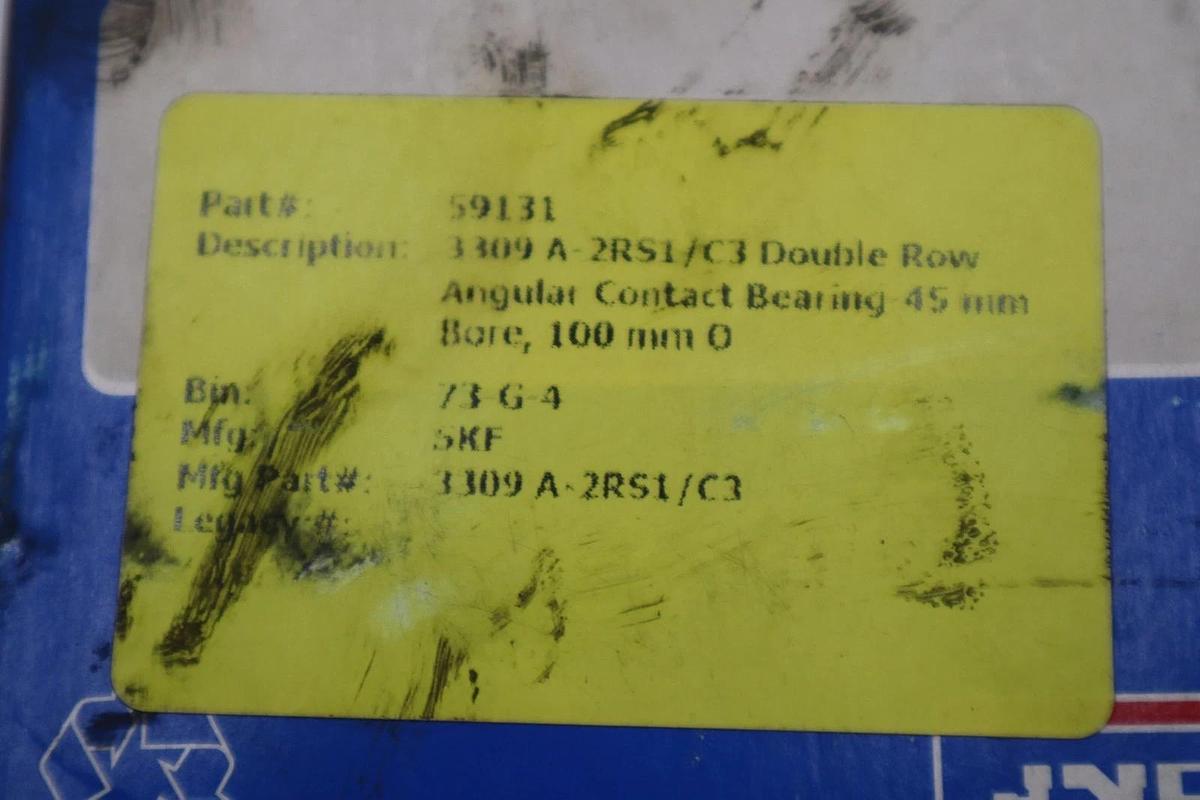 Part#: 59131
Description: 3309 A-2RS1/C3 Double Row
Angular Contact Bearing 45 mm
Bore, 100 mm O
Bin: 73-G-4
Mfg: SKF
Mfg Part#: 3309 A-2RS1/C3
Legacy #: